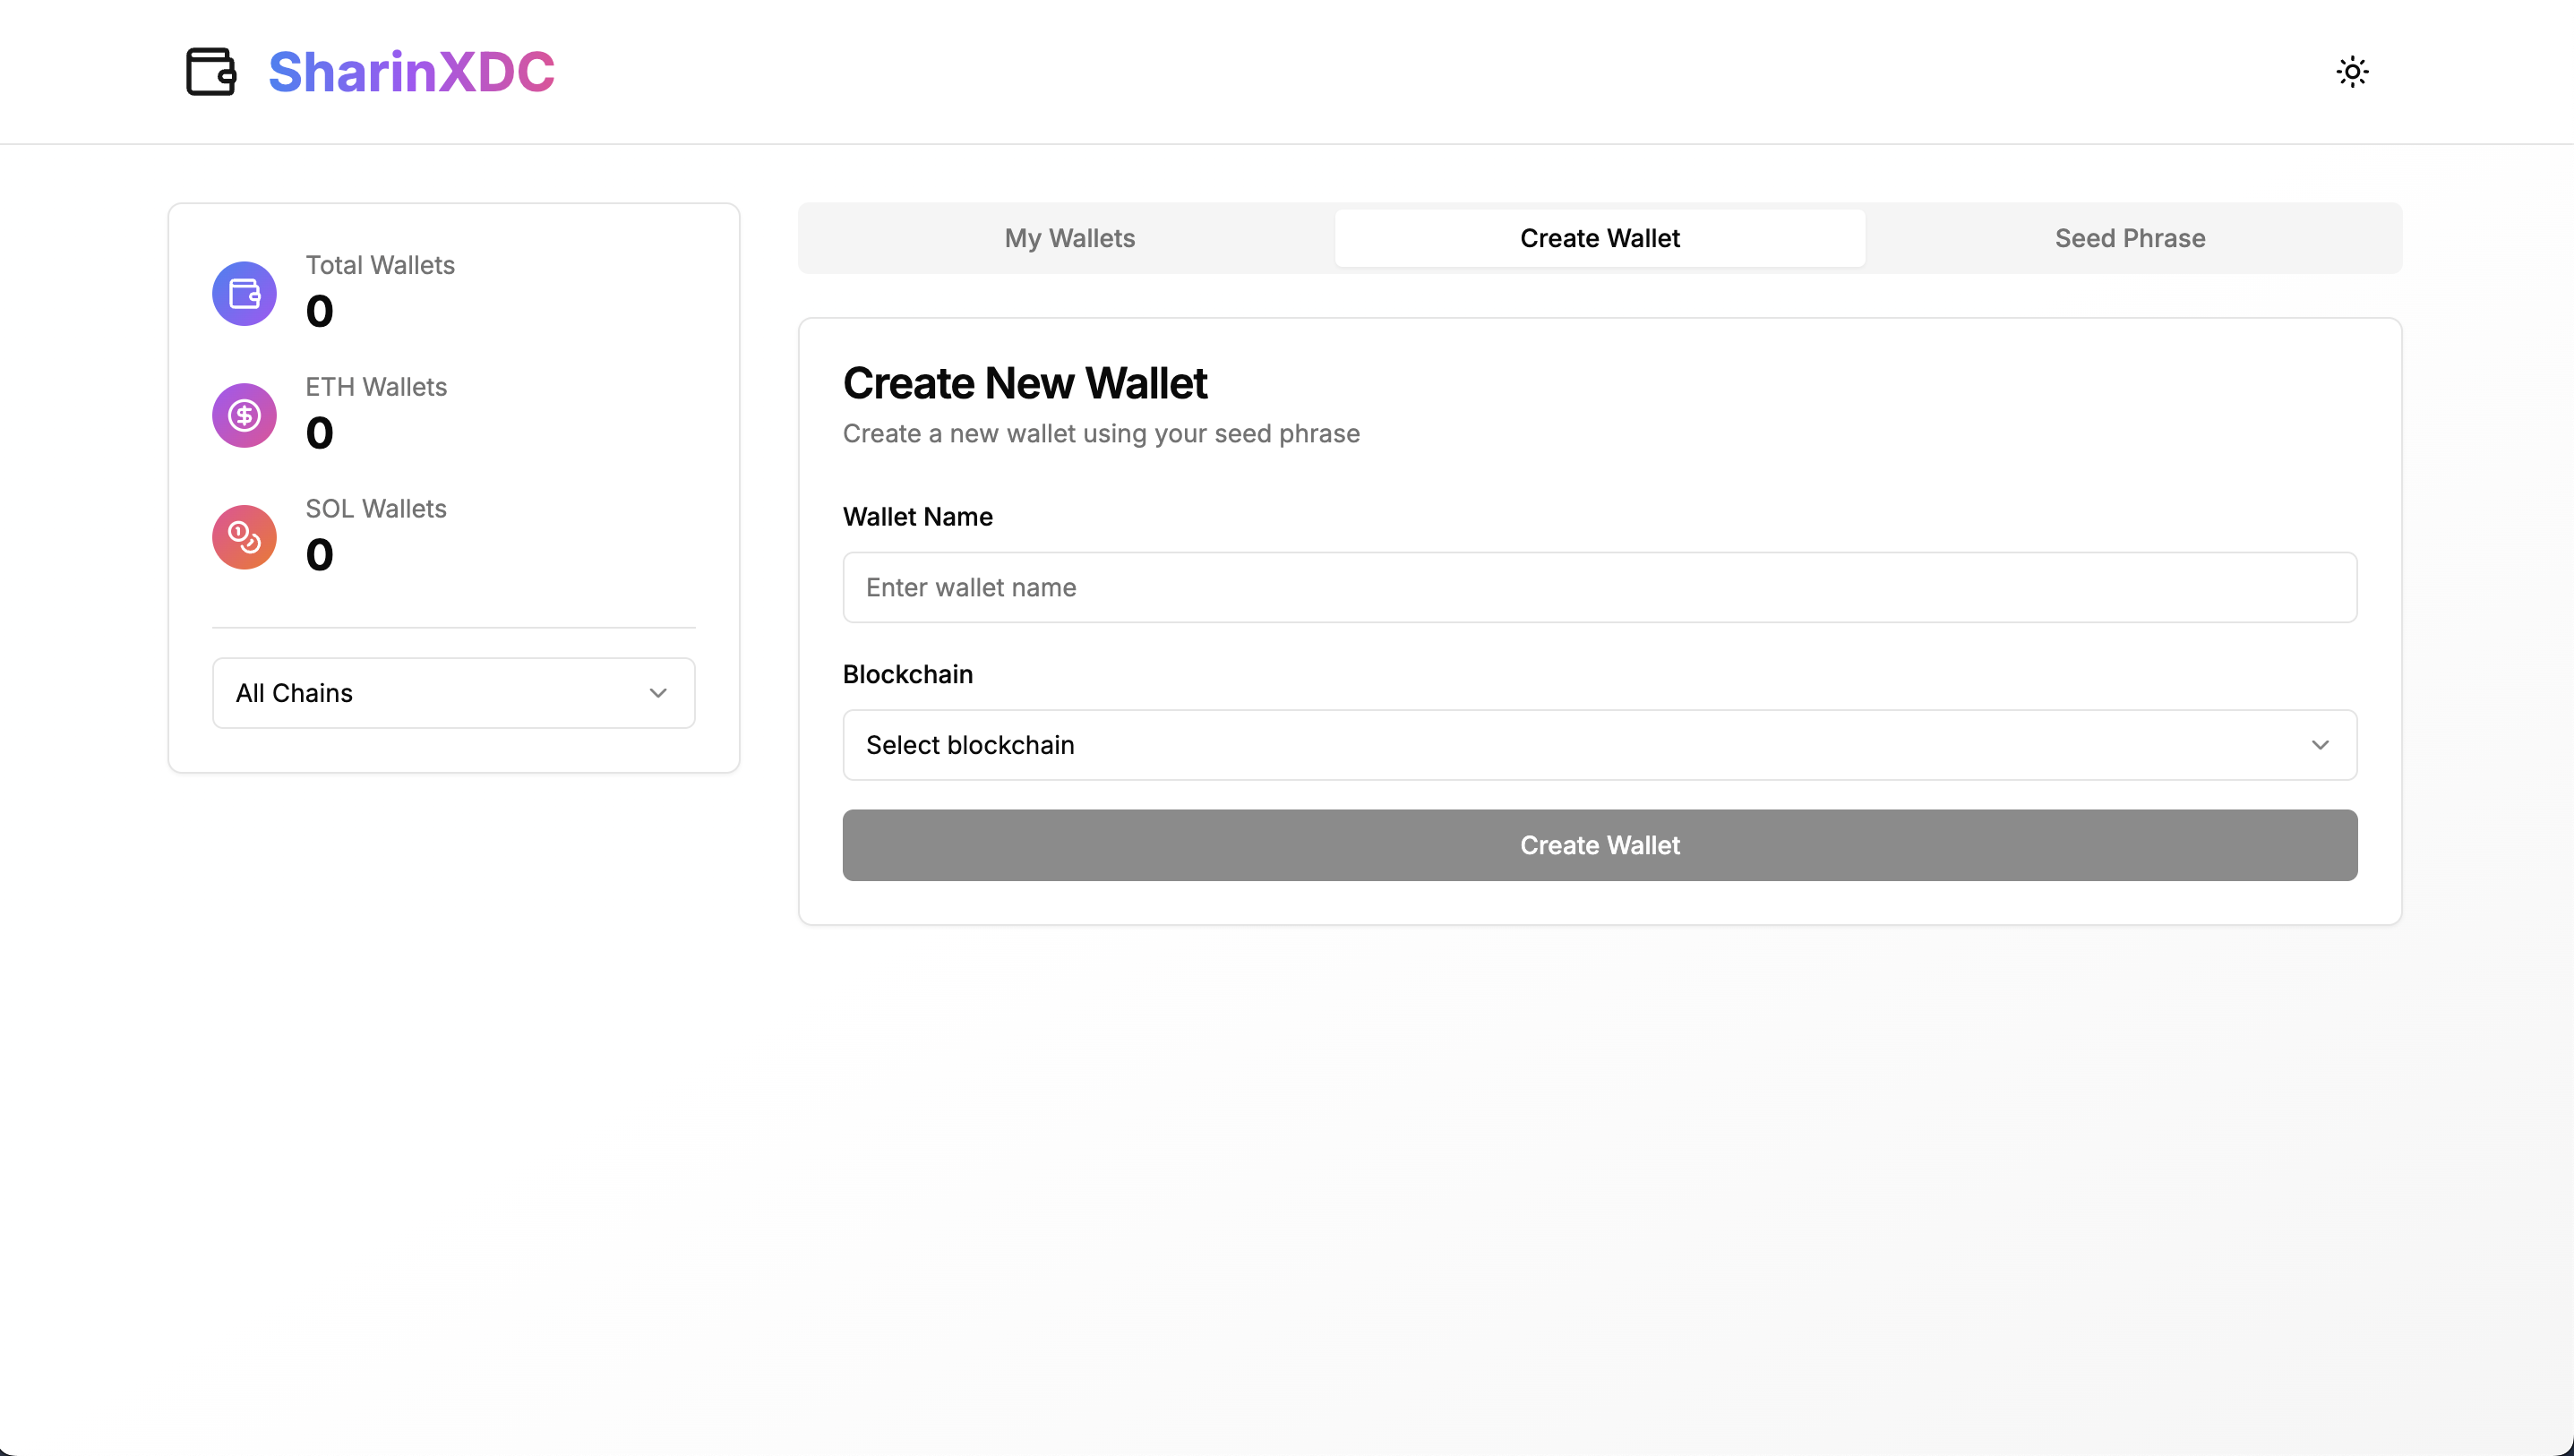 SharinXDC
Total Wallets
0
ETH Wallets
0
SOL Wallets
0
All Chains
My Wallets
Create Wallet
Seed Phrase
Create New Wallet
Create a new wallet using your seed phrase
Wallet Name
Enter wallet name
Blockchain
Select blockchain
Create Wallet